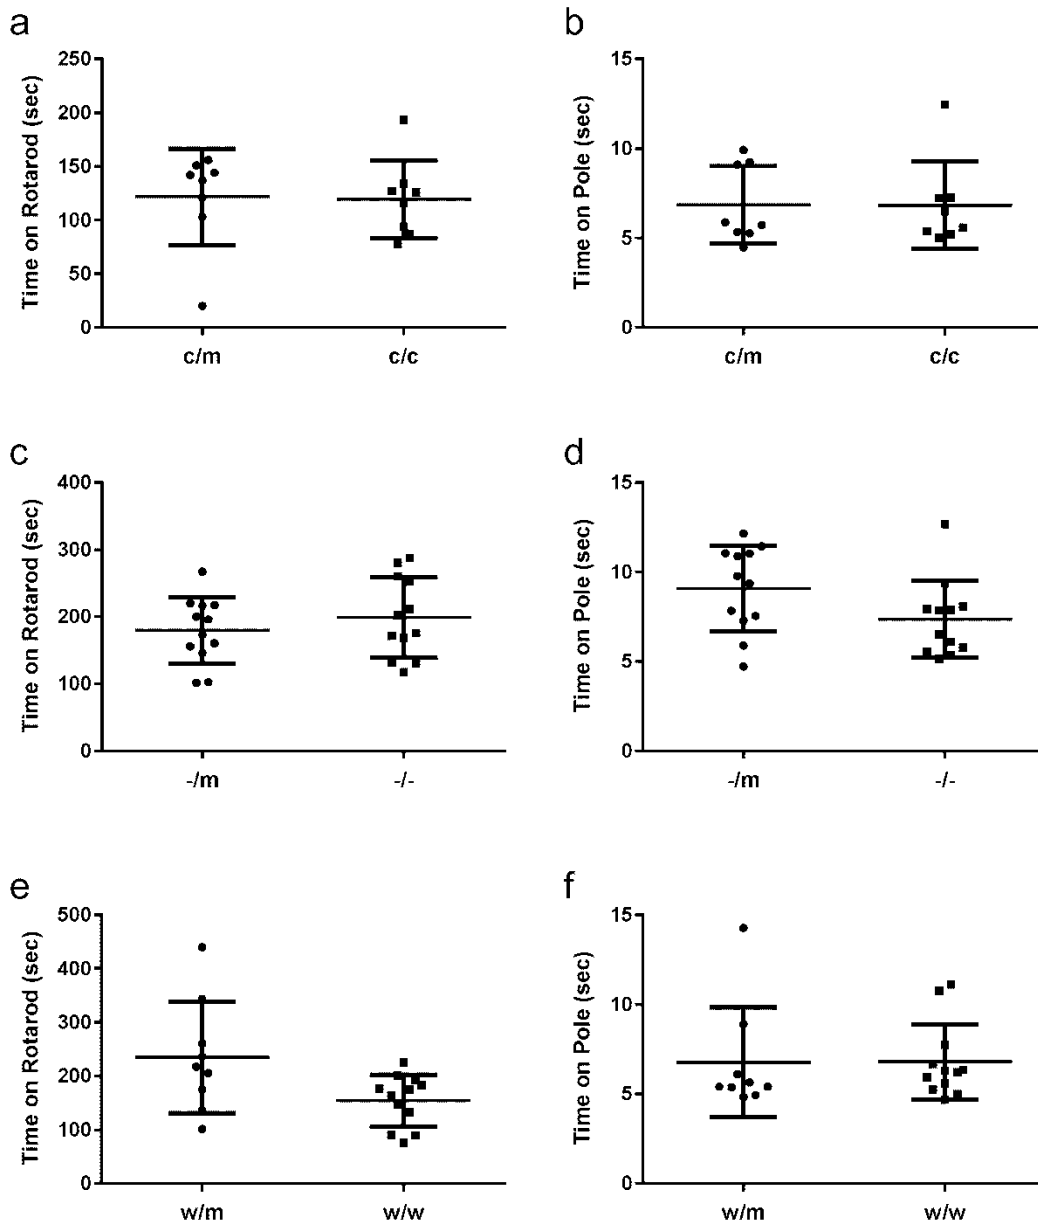 a
Time on Rotarod (sec)
250
200
150
100
50
0
c/m
c/c
b
Time on Pole (sec)
15
10
5
0
c/m
c/c
c
Time on Rotarod (sec)
400
300
200
100
0
-/m
-/-
d
Time on Pole (sec)
15
10
5
0
-/m
-/-
e
Time on Rotarod (sec)
500
400
300
200
100
0
w/m
w/w
f
Time on Pole (sec)
15
10
5
0
w/m
w/w